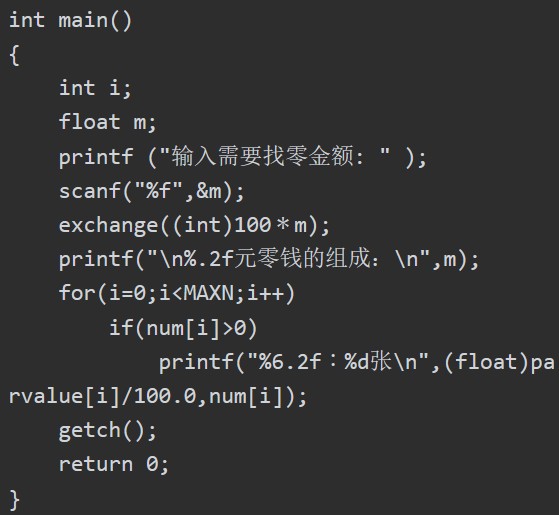 int main()
{
    int i;
    float m;
    printf ("输入需要找零金额: " );
    scanf("%f",&m);
    exchange((int)100＊m);
    printf("\n%.2f元零钱的组成：\n",m);
    for(i=0;i<MAXN;i++)
        if(num[i]>0)
            printf("%6.2f：%d张\n",(float)pa
rvalue[i]/100.0,num[i]);
    getch();
    return 0;
}